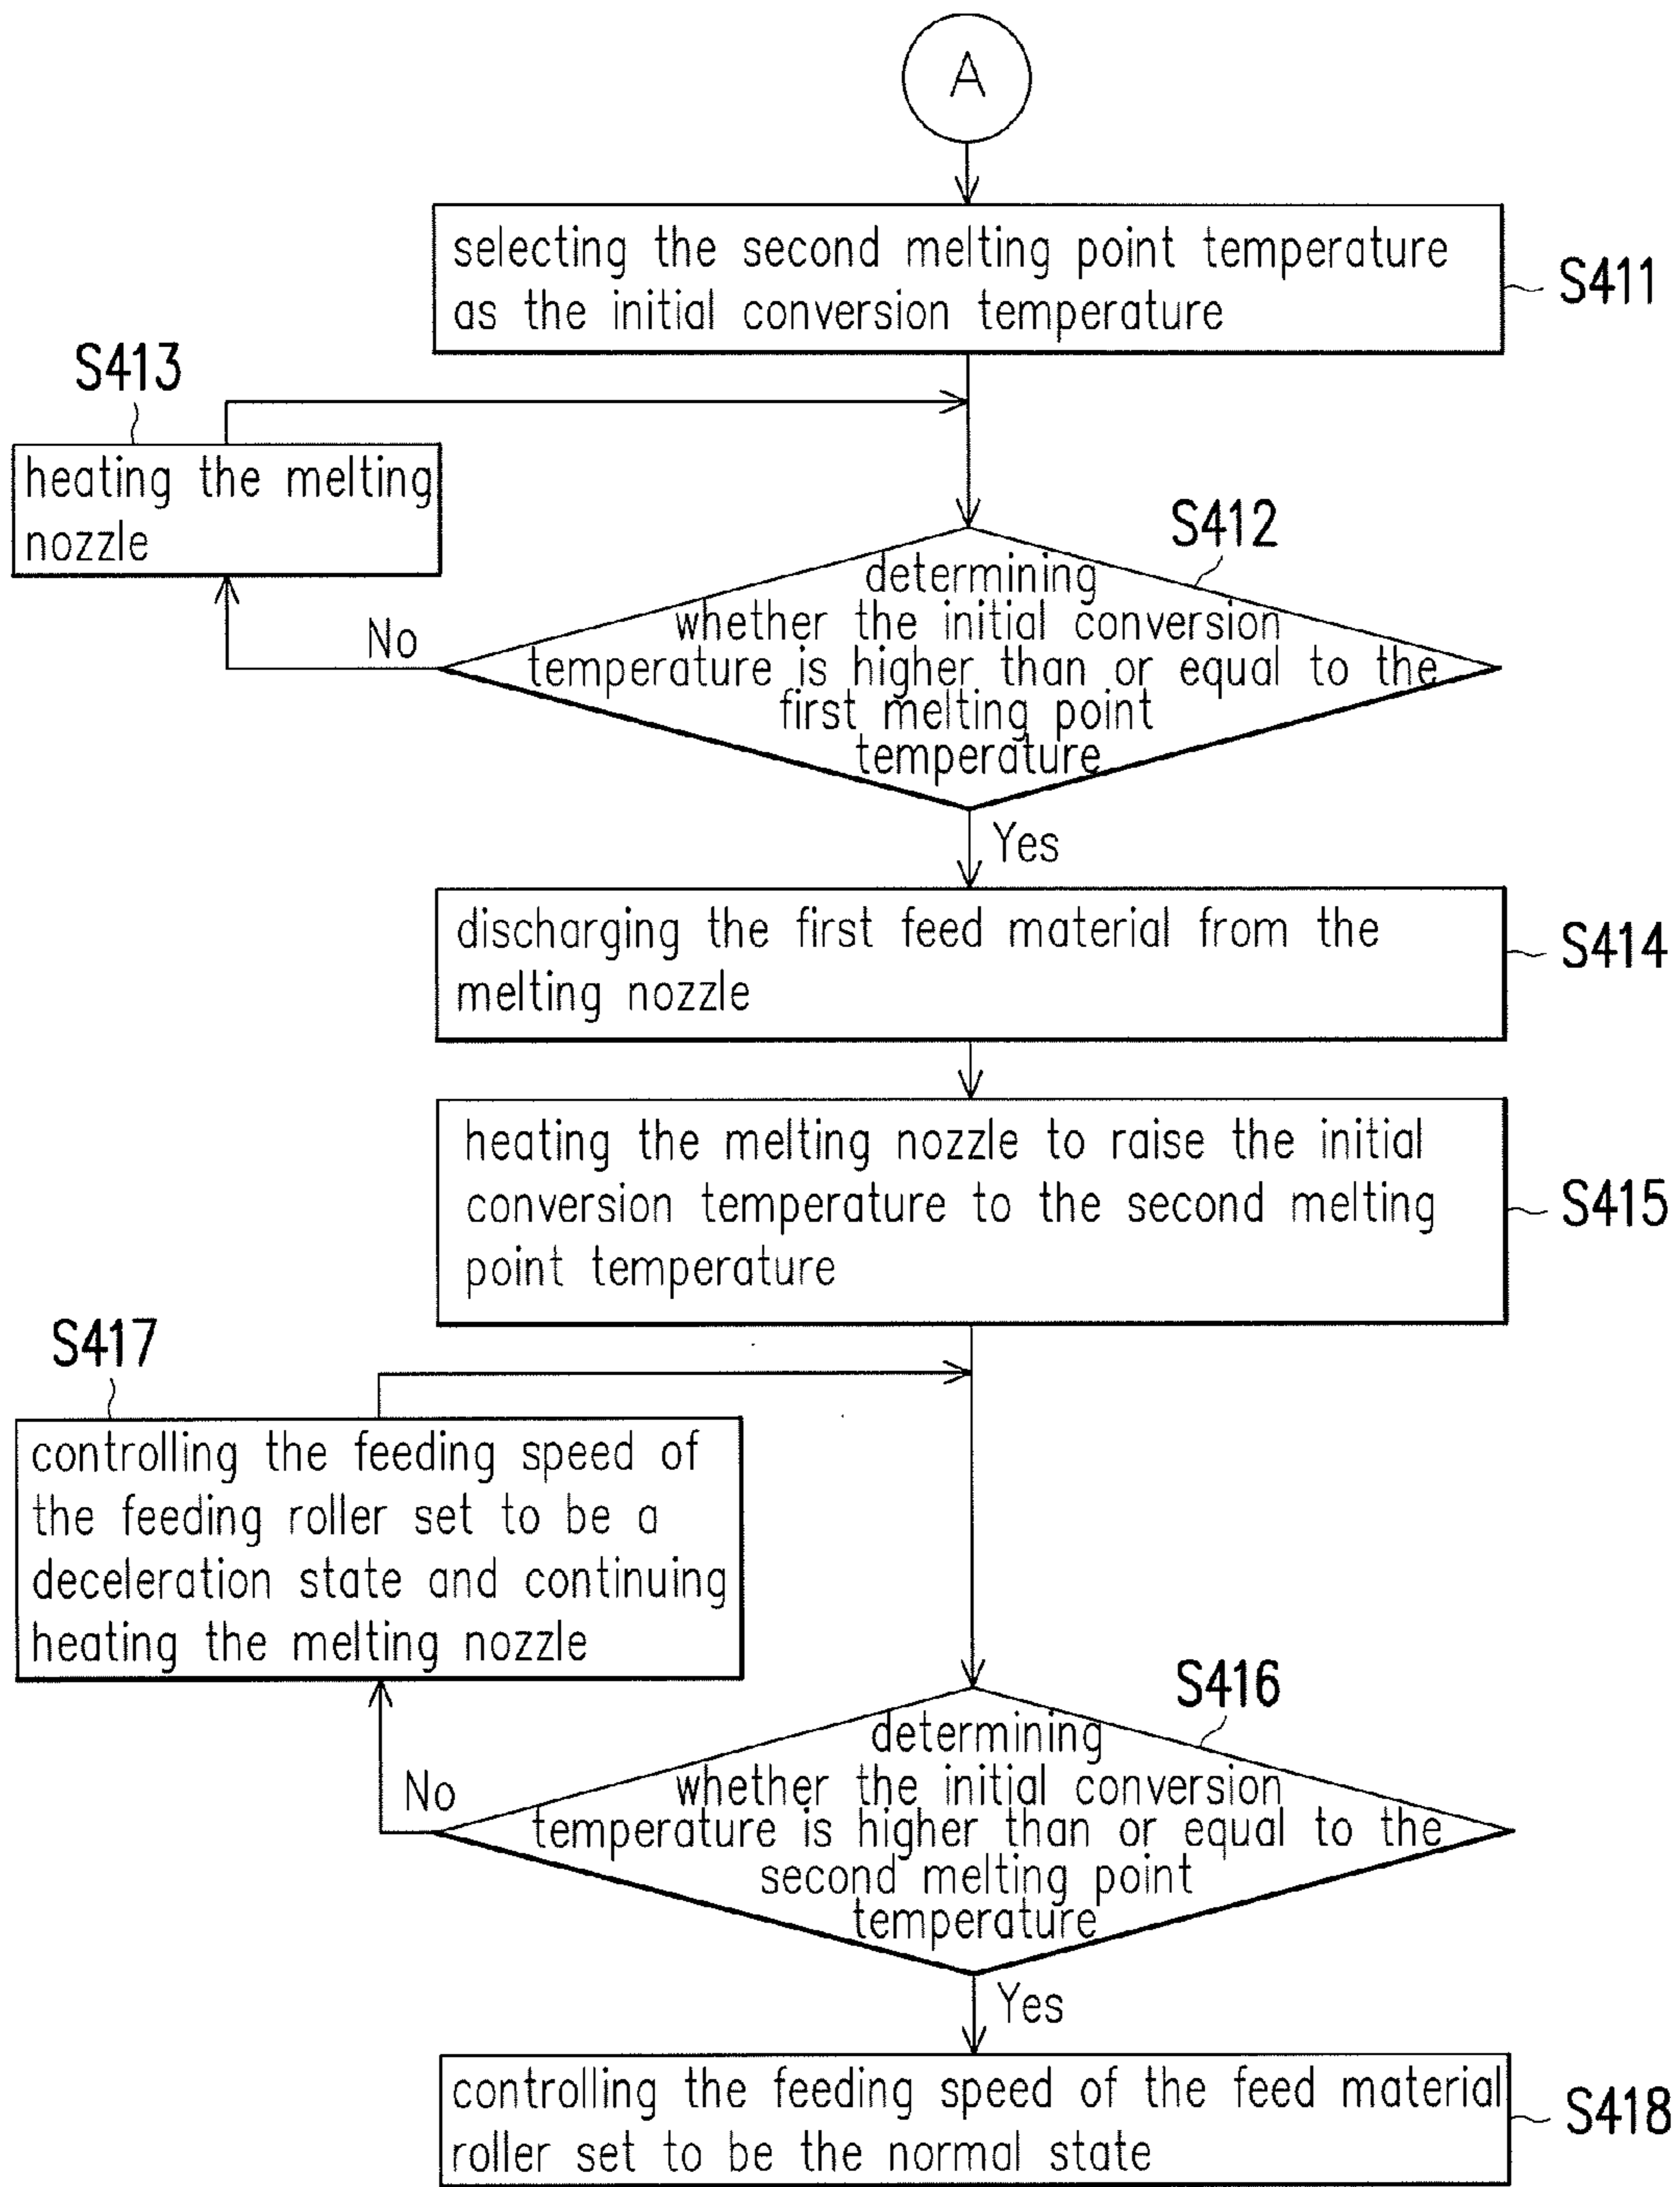 A
selecting the second melting point temperature
as the initial conversion temperature
S411
S413
heating the melting
nozzle
S412
determining
whether the initial conversion
temperature is higher than or equal to the
first melting point
temperature
No
Yes
discharging the first feed material from the
melting nozzle
S414
heating the melting nozzle to raise the initial
conversion temperature to the second melting
point temperature
S415
S417
controlling the feeding speed of
the feeding roller set to be a
deceleration state and continuing
heating the melting nozzle
S416
determining
whether the initial conversion
temperature is higher than or equal to the
second melting point
temperature
No
Yes
controlling the feeding speed of the feed material
roller set to be the normal state
S418